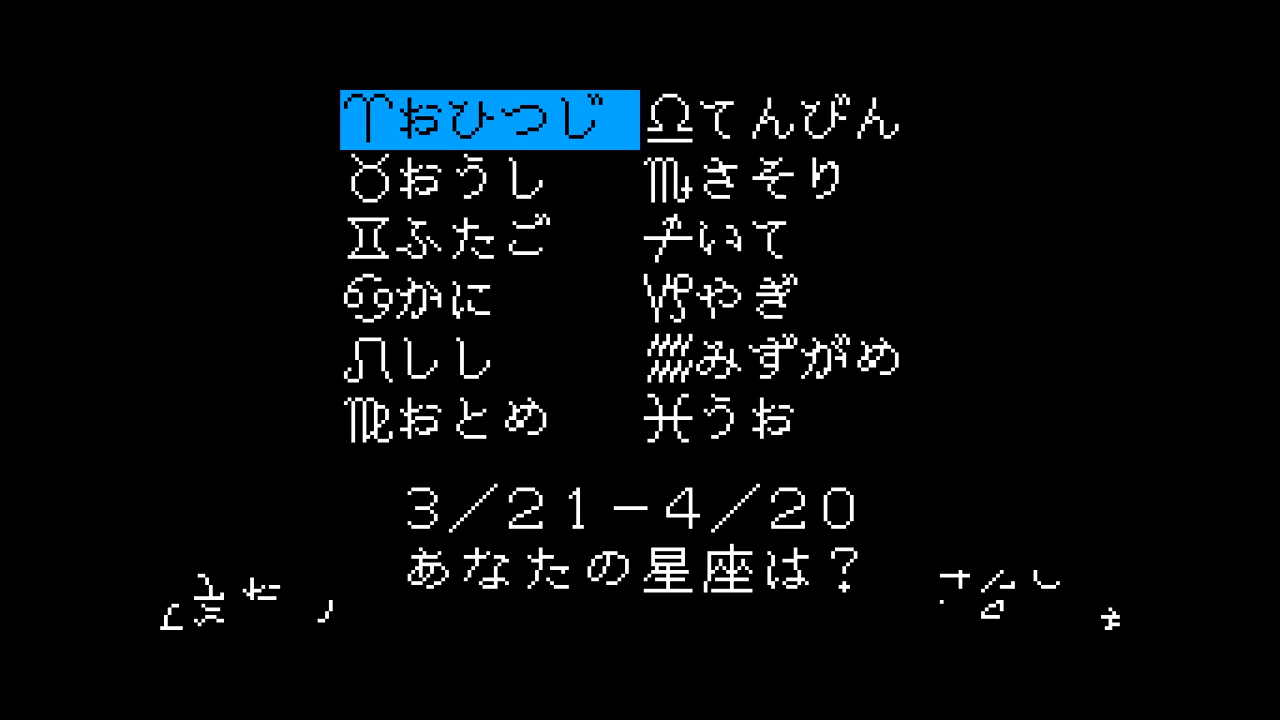 ♈おひつじ ♎てんびん
♉おうし ♏さそり
♊ふたご ♐いて
♋かに ♑やぎ
♌しし ♒みずがめ
♍おとめ ♓うお
3/21-4/20
あなたの星座は?